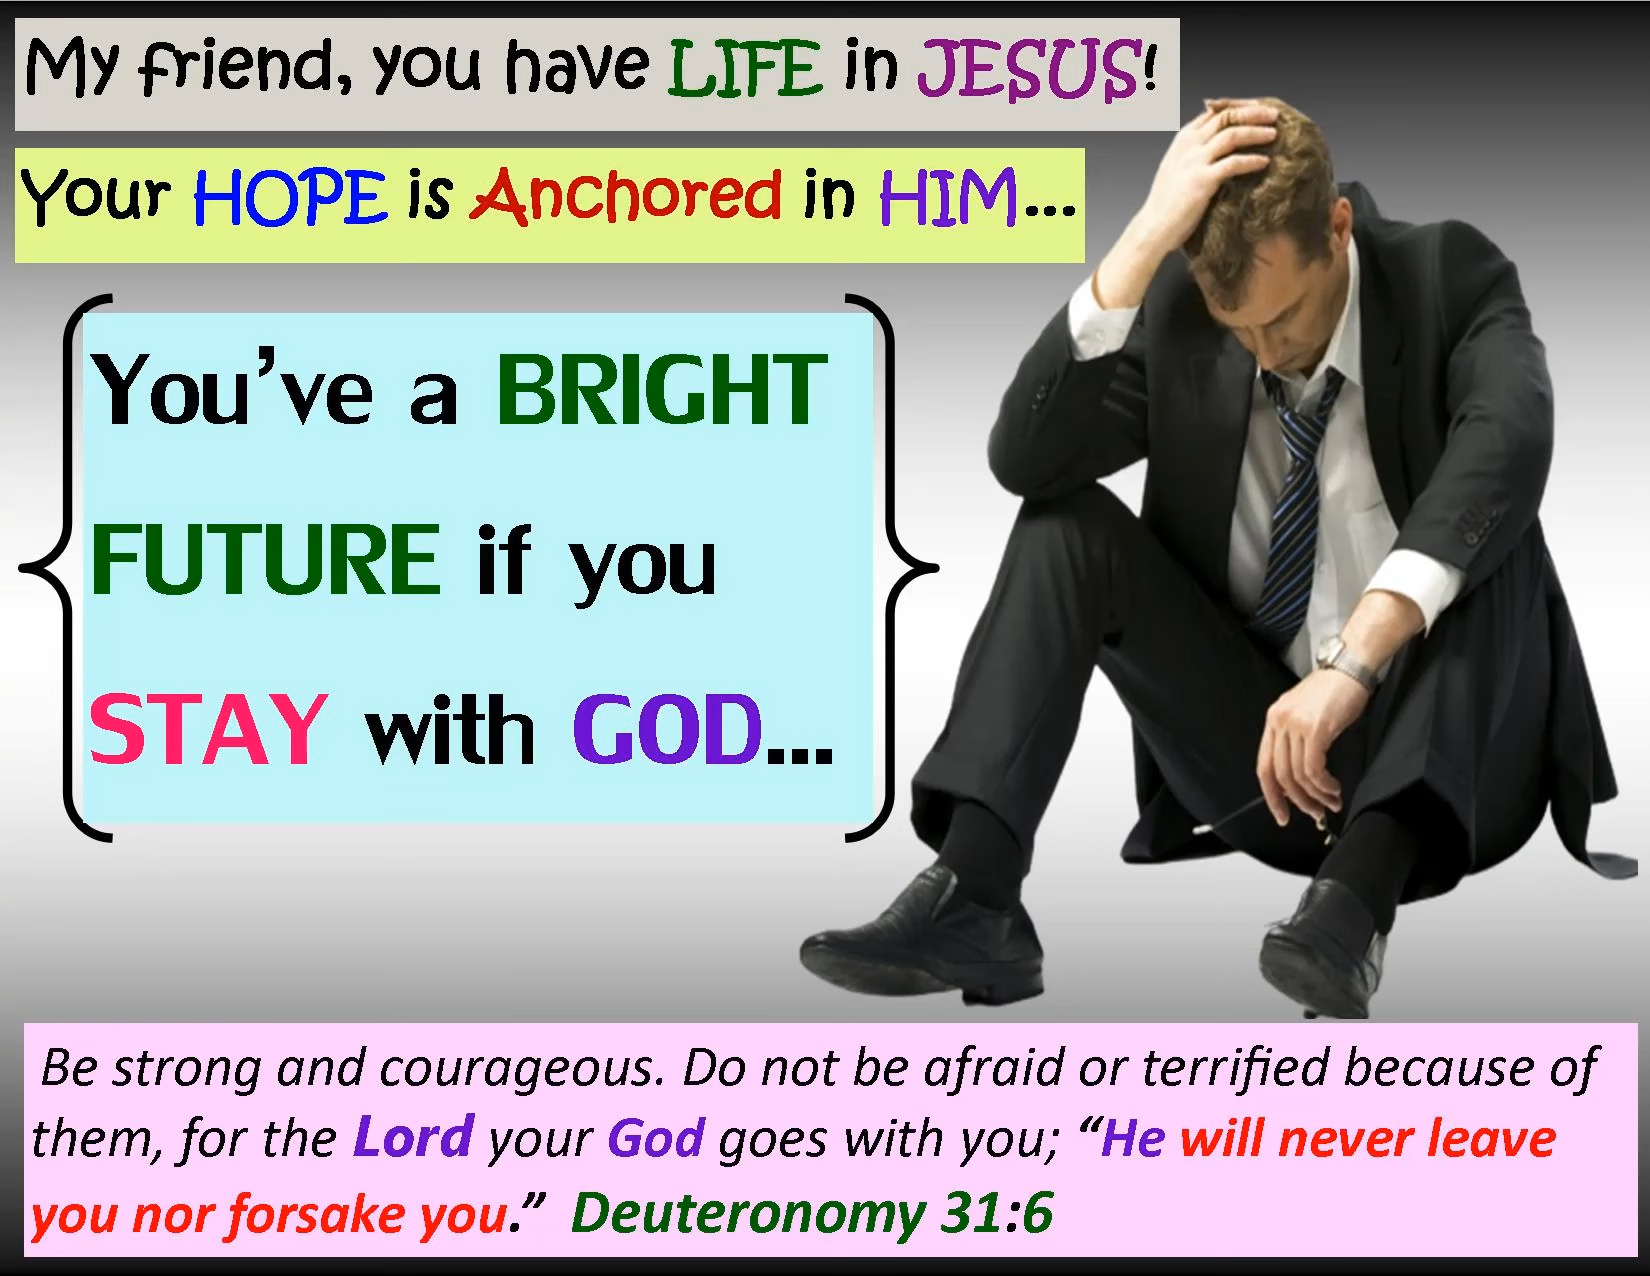 My friend, you have LIFE in JESUS!
Your HOPE is Anchored in HIM...
You’ve a BRIGHT
FUTURE if you
STAY with GOD...
Be strong and courageous. Do not be afraid or terrified because of
them, for the Lord your God goes with you; “He will never leave
you nor forsake you.” Deuteronomy 31:6